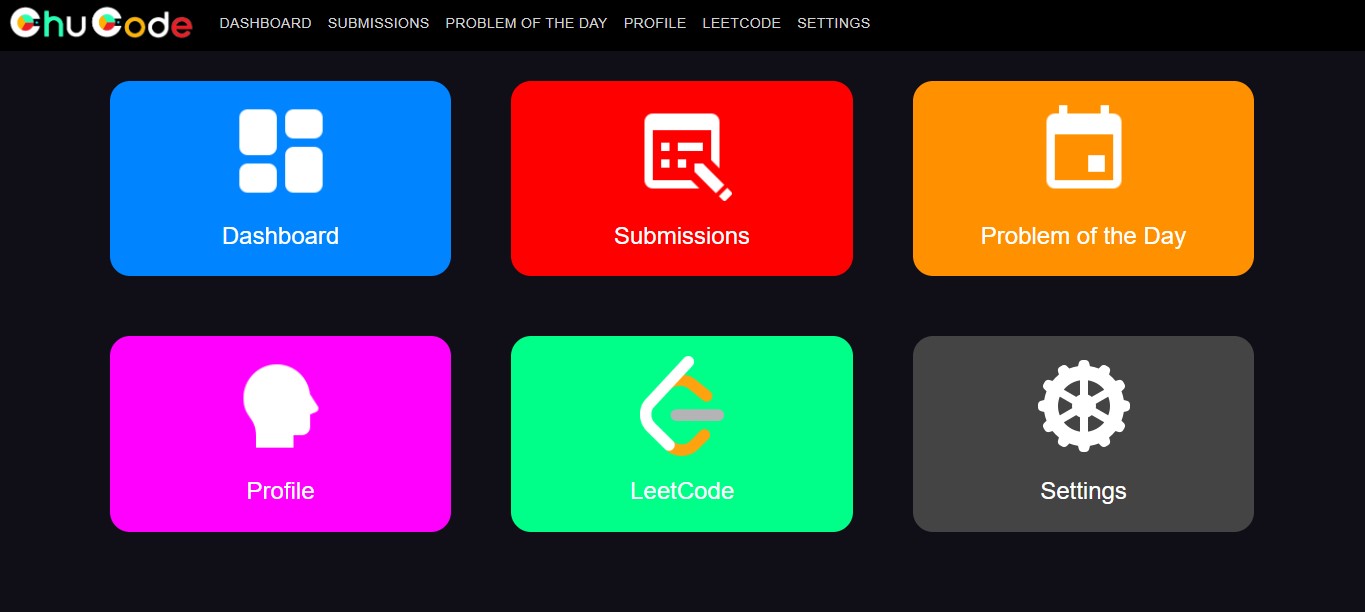 ChuCode
DASHBOARD SUBMISSIONS PROBLEM OF THE DAY PROFILE LEETCODE SETTINGS
Dashboard
Submissions
Problem of the Day
Profile
LeetCode
Settings